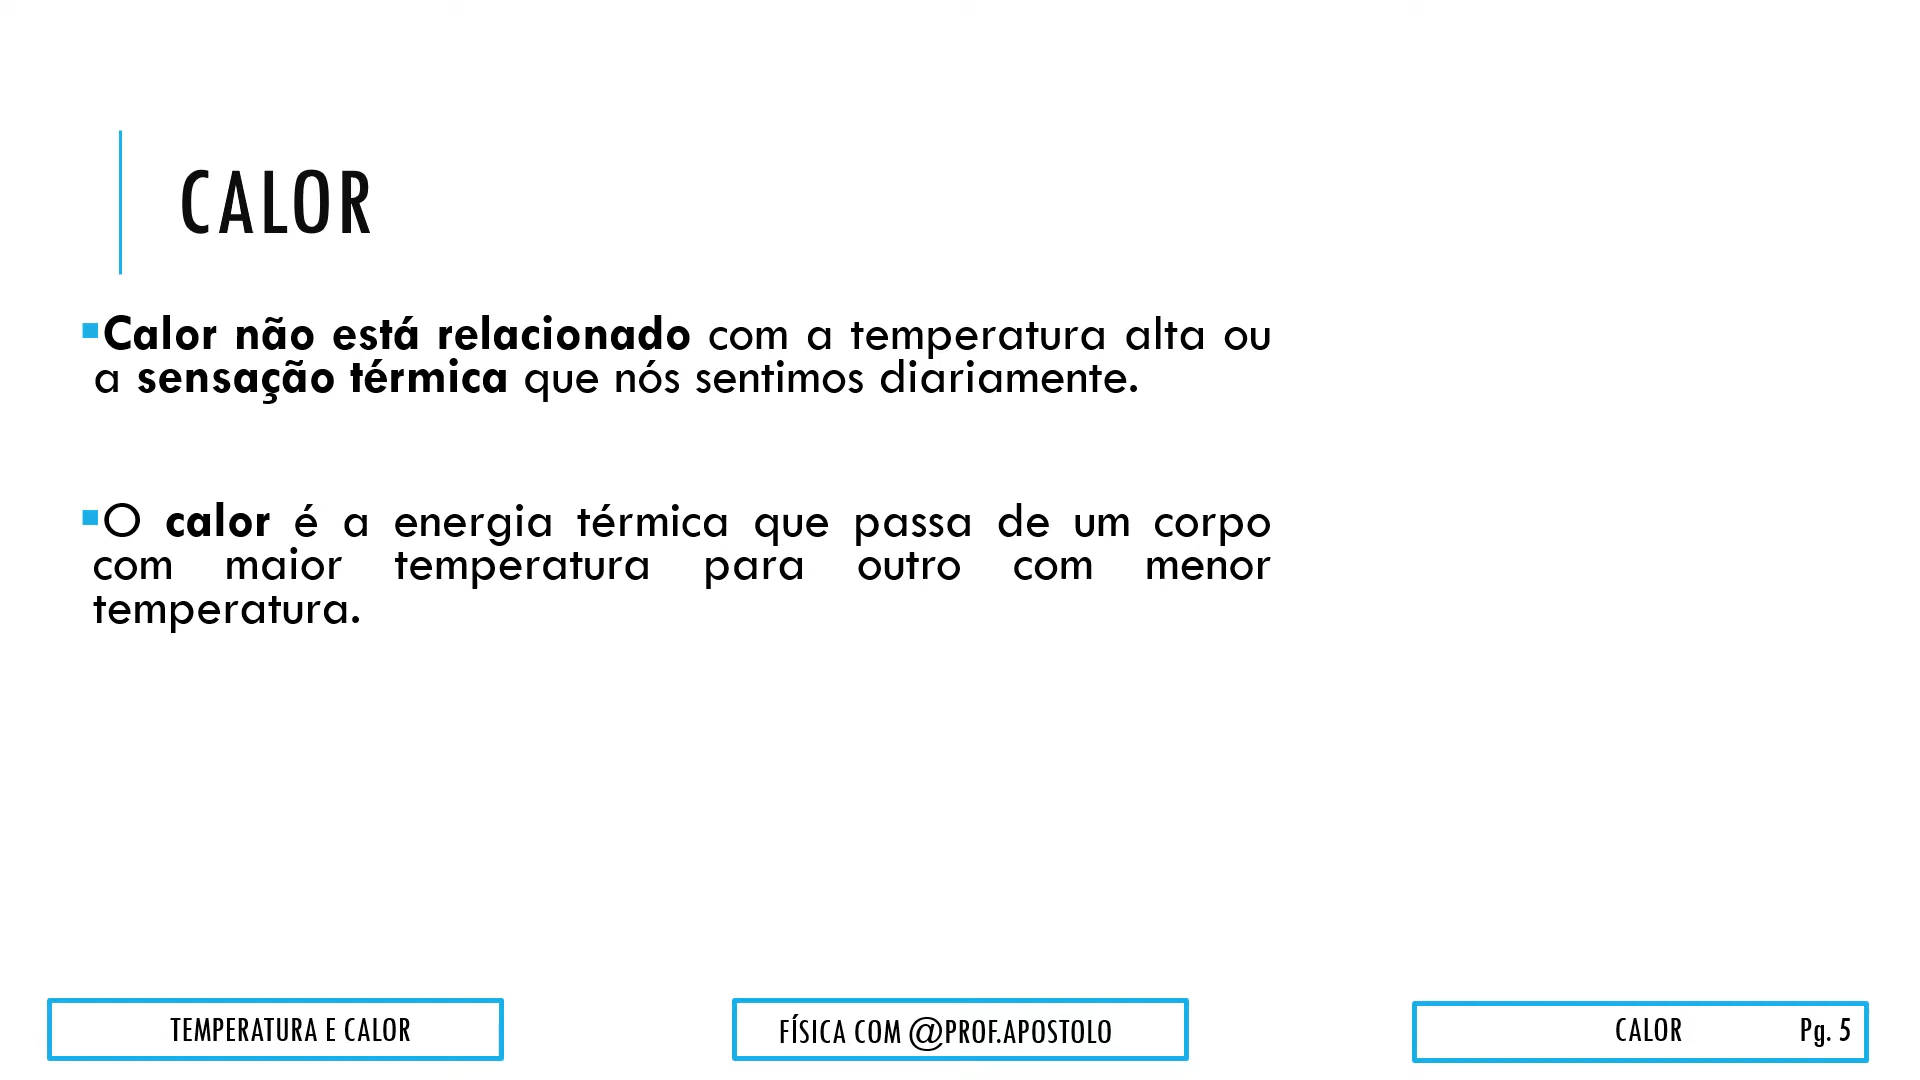 CALOR
▪Calor não está relacionado com a temperatura alta ou
a sensação térmica que nós sentimos diariamente.
▪O calor é a energia térmica que passa de um corpo
com maior temperatura para outro com menor
temperatura.
TEMPERATURA E CALOR
FÍSICA COM @PROF.APOSTOLO
CALOR Pg. 5